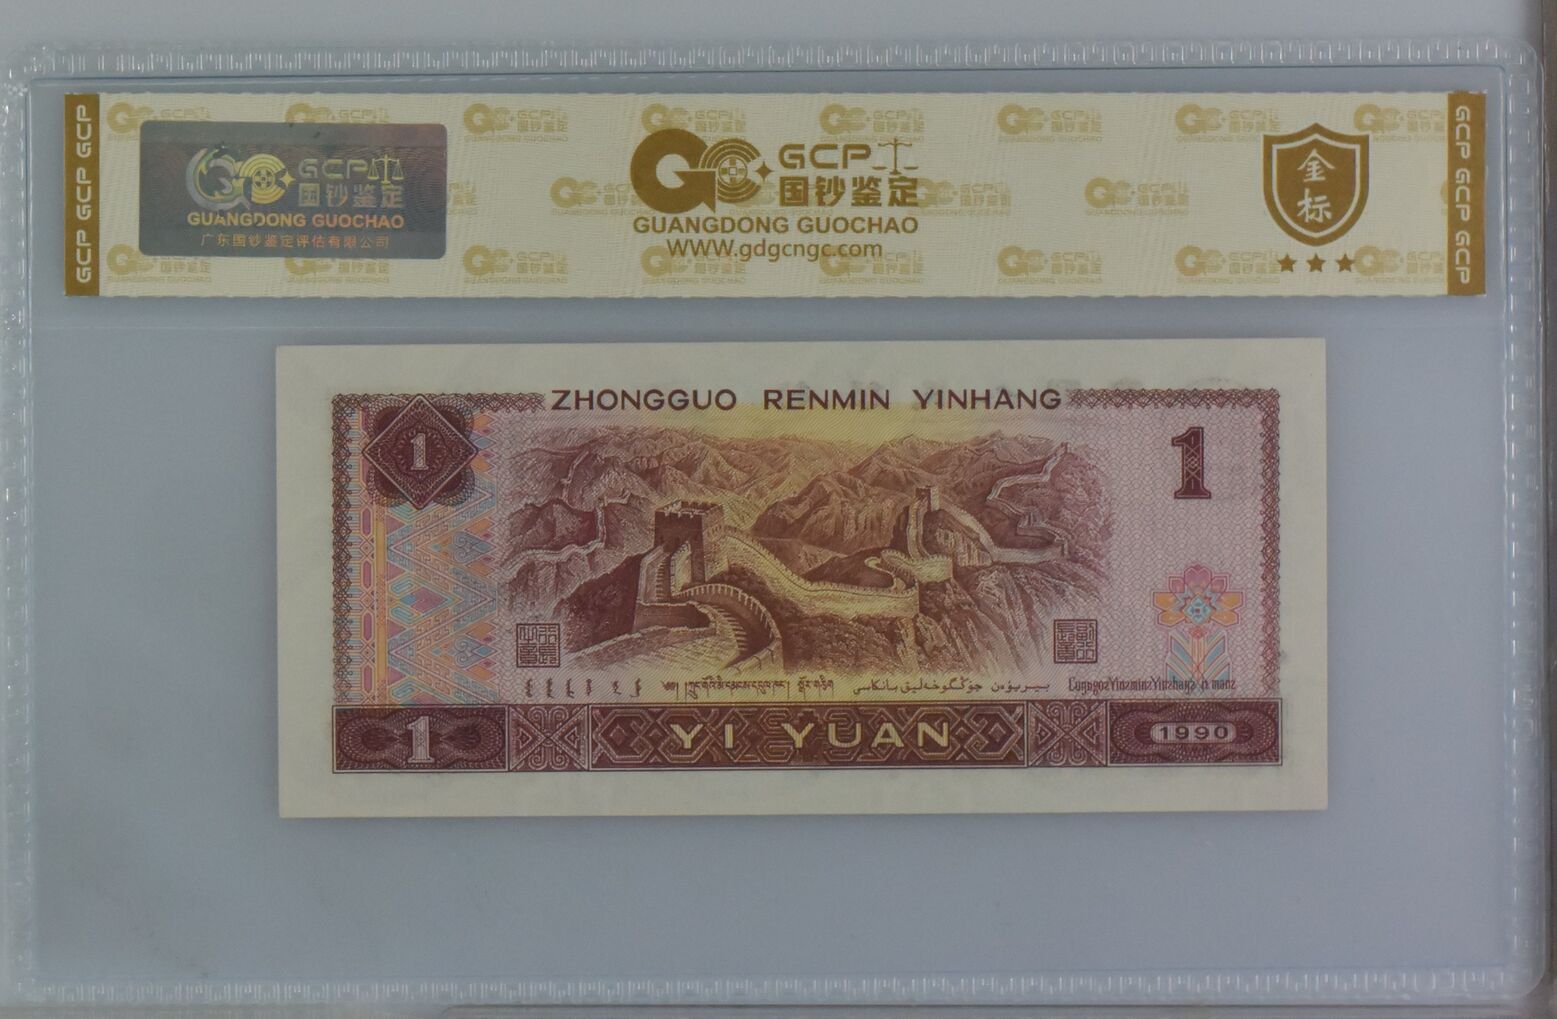 GCP GCP GCP
GCP 国钞鉴定
GUANGDONG GUOCHAO
广东国钞鉴定评估有限公司
GCP
国钞鉴定
GUANGDONG GUOCHAO
WWW.gdgcngc.com
金标
GCP GCP GCP
ZHONGGUO RENMIN YINHANG
1
1
1
YI YUAN
1990